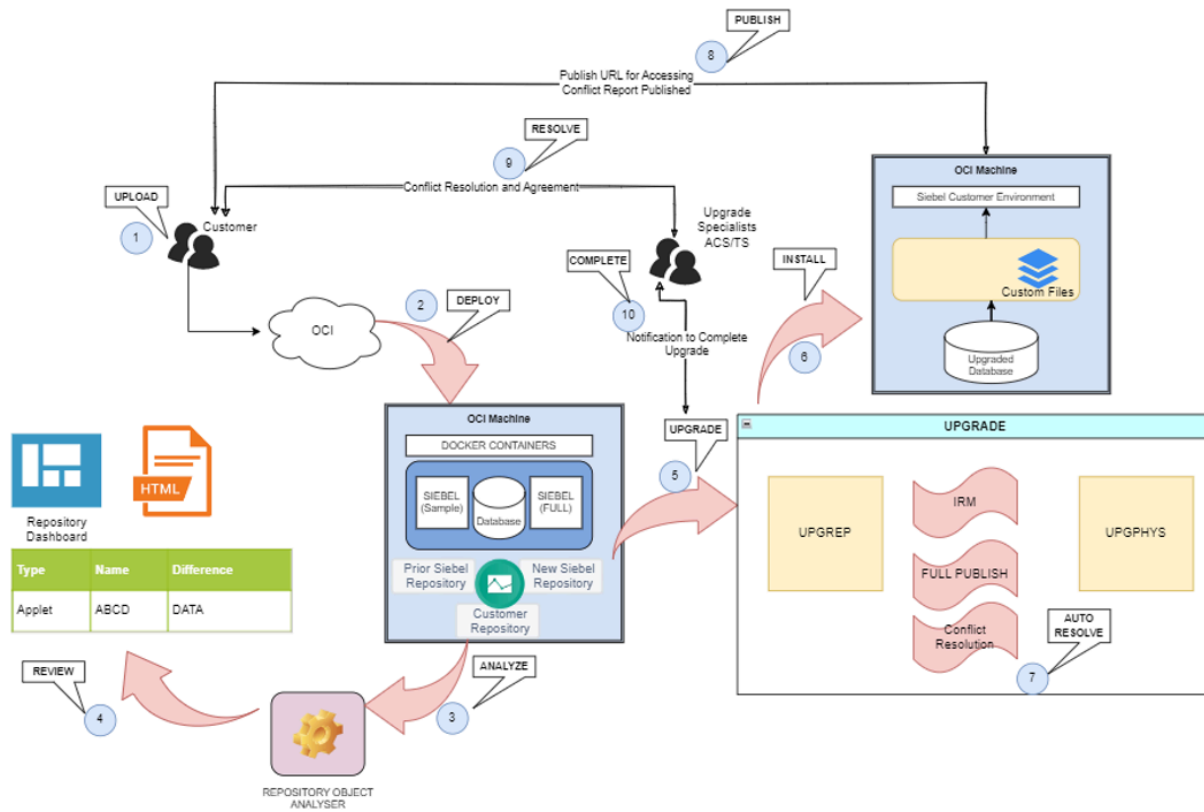 PUBLISH
8
Publish URL for Accessing
Conflict Report Published
RESOLVE
9
Conflict Resolution and Agreement
UPLOAD
1
Customer
Upgrade
Specialists
ACS/TS
COMPLETE
10
Notification to Complete
Upgrade
INSTALL
6
OCI Machine
Siebel Customer Environment
Custom Files
Upgraded
Database
OCI
2
DEPLOY
OCI Machine
DOCKER CONTAINERS
SIEBEL
(Sample)
Database
SIEBEL
(FULL)
Prior Siebel
Repository
New Siebel
Repository
Customer
Repository
UPGRADE
5
UPGRADE
UPGREP
IRM
FULL PUBLISH
Conflict
Resolution
UPGPHYS
AUTO
RESOLVE
7
HTML
Repository
Dashboard
Type Name Difference
Applet ABCD DATA
REVIEW
4
ANALYZE
3
REPOSITORY OBJECT
ANALYSER